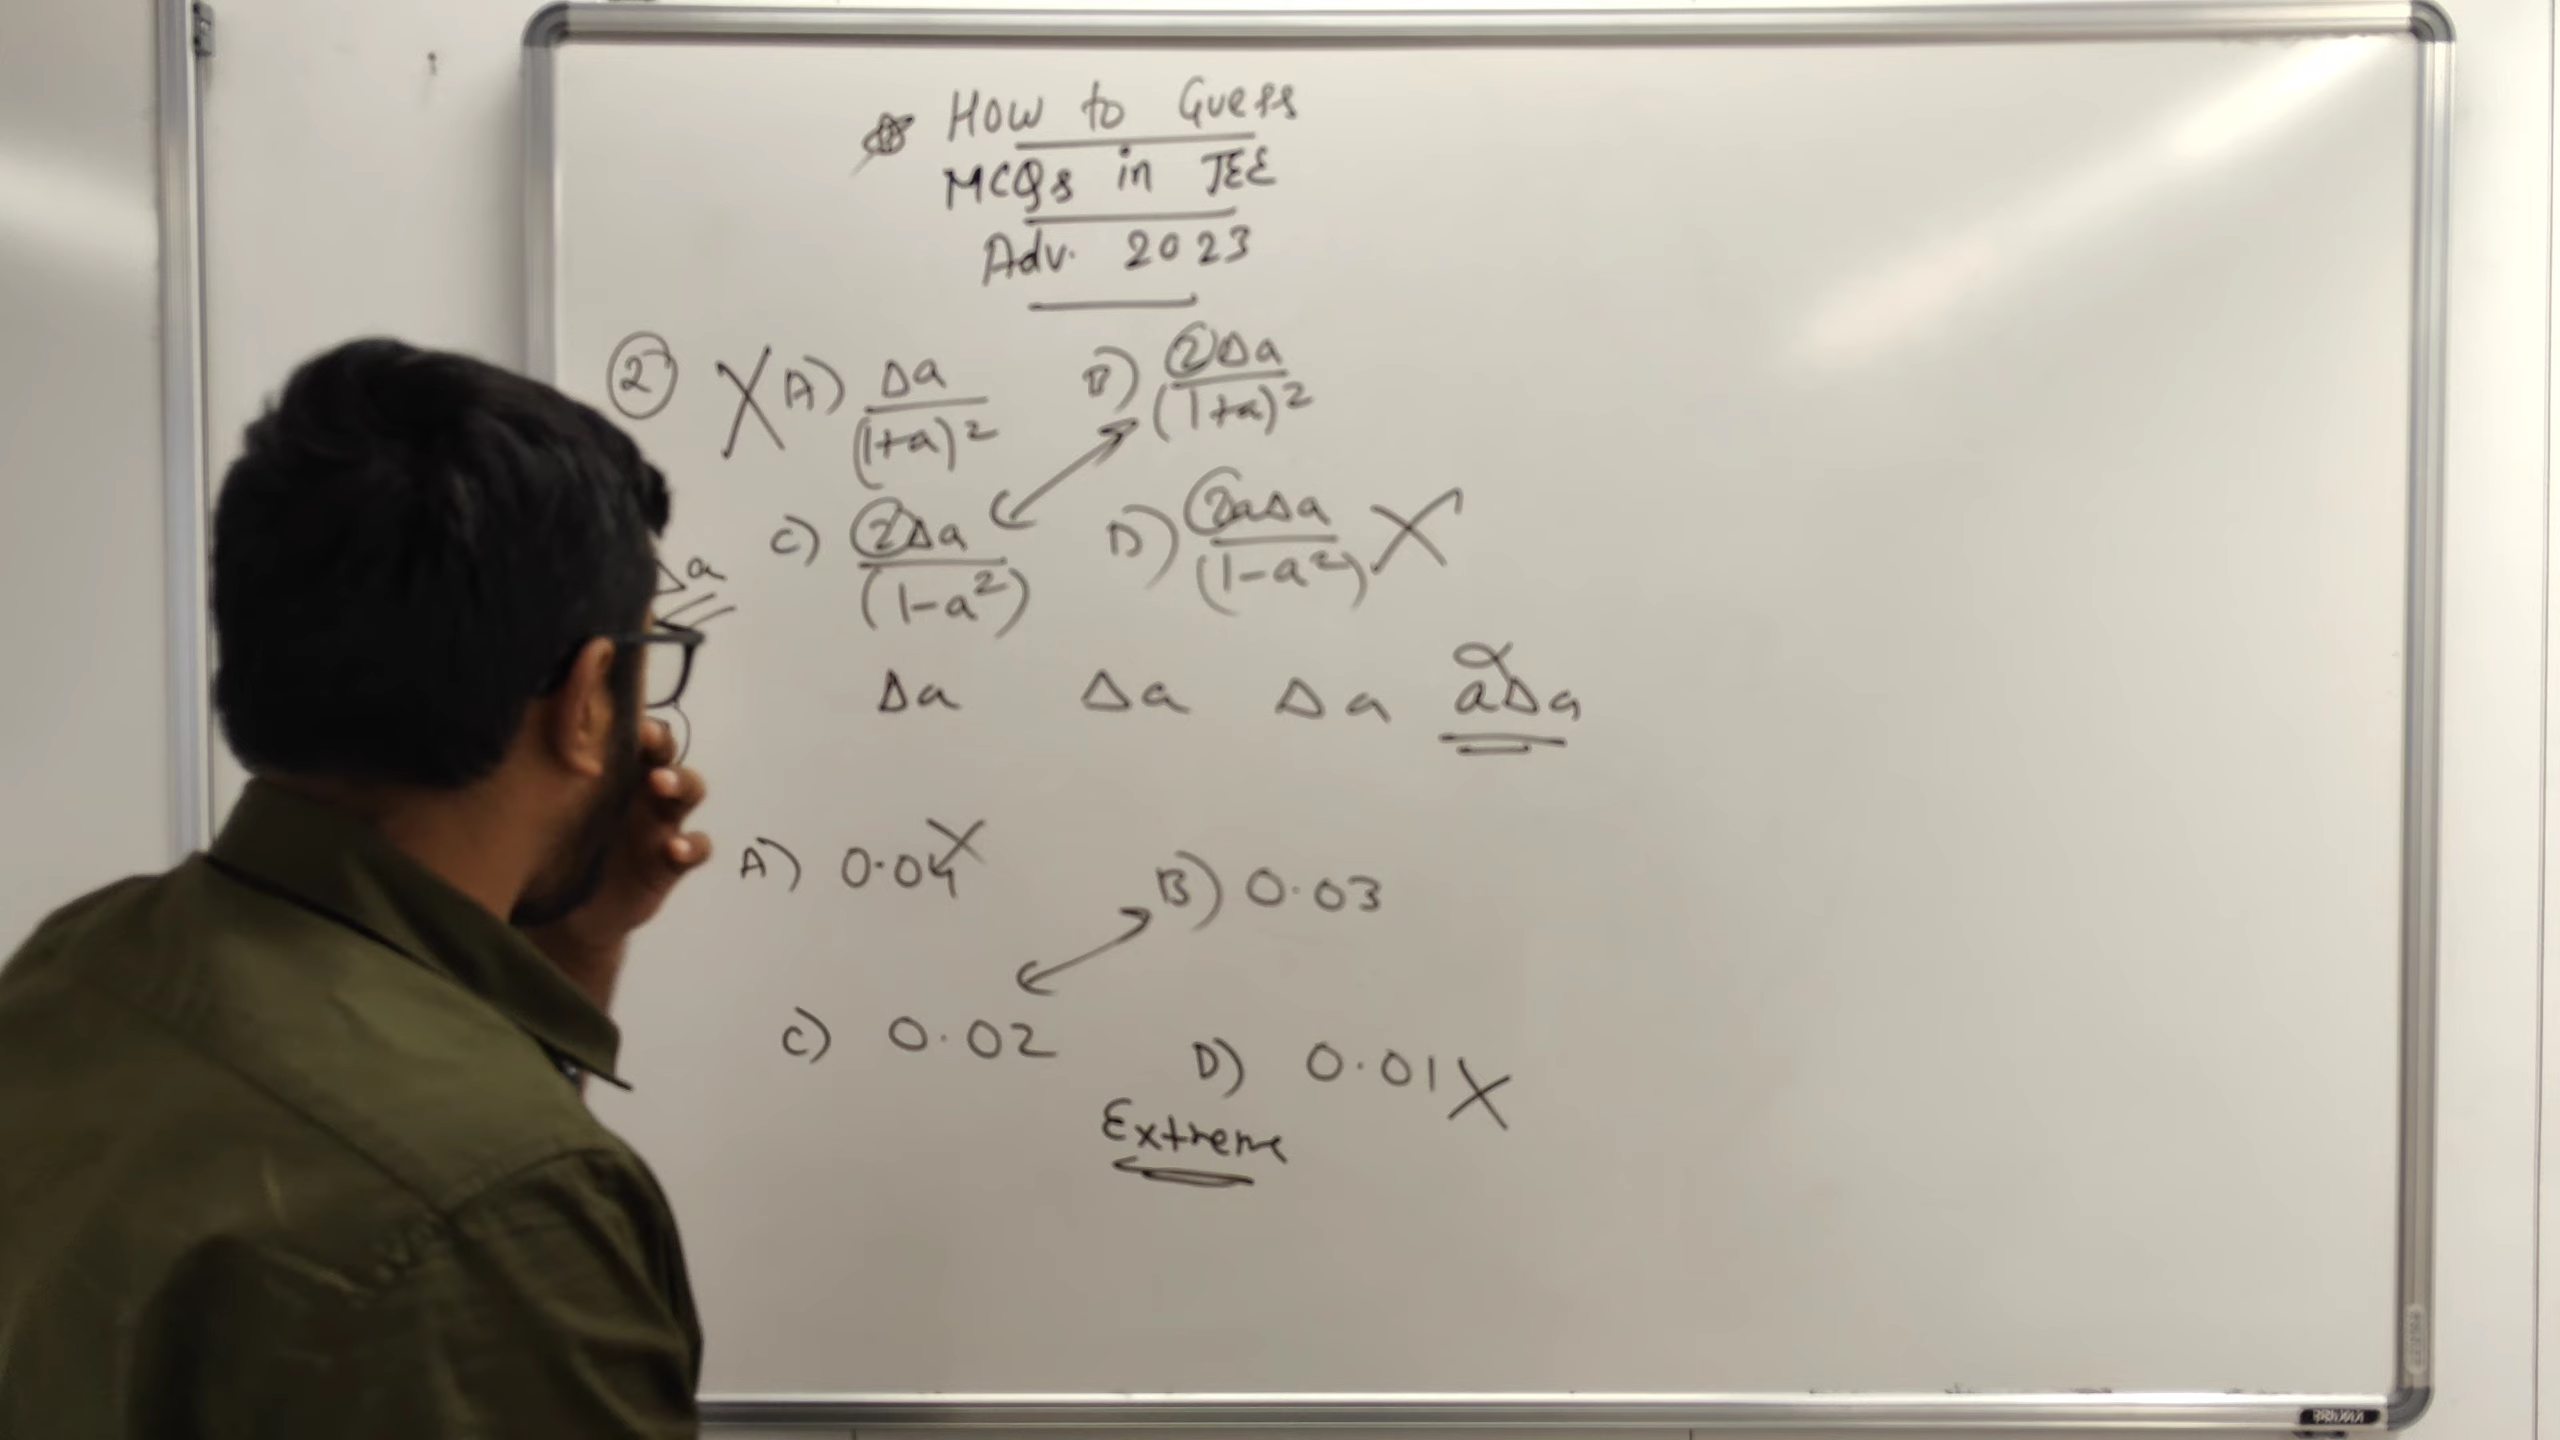 How to Guess
MCQs in JEE
Adv. 2023
② A) Δa/(1+a)² B) ②Δa/(1+a)²
C) ②Δa/(1-a²) D) ②aΔa/(1-a²)
Δa
Δa Δa Δa aΔa
A) 0.04 B) 0.03
C) 0.02 D) 0.01
Extreme